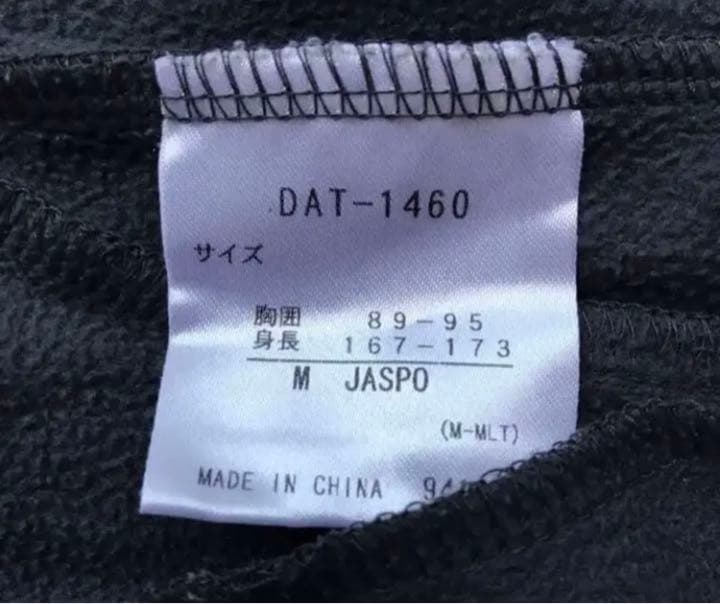 DAT-1460
サイズ
胸囲 89-95
身長 167-173
M JASPO
(M-MLT)
MADE IN CHINA